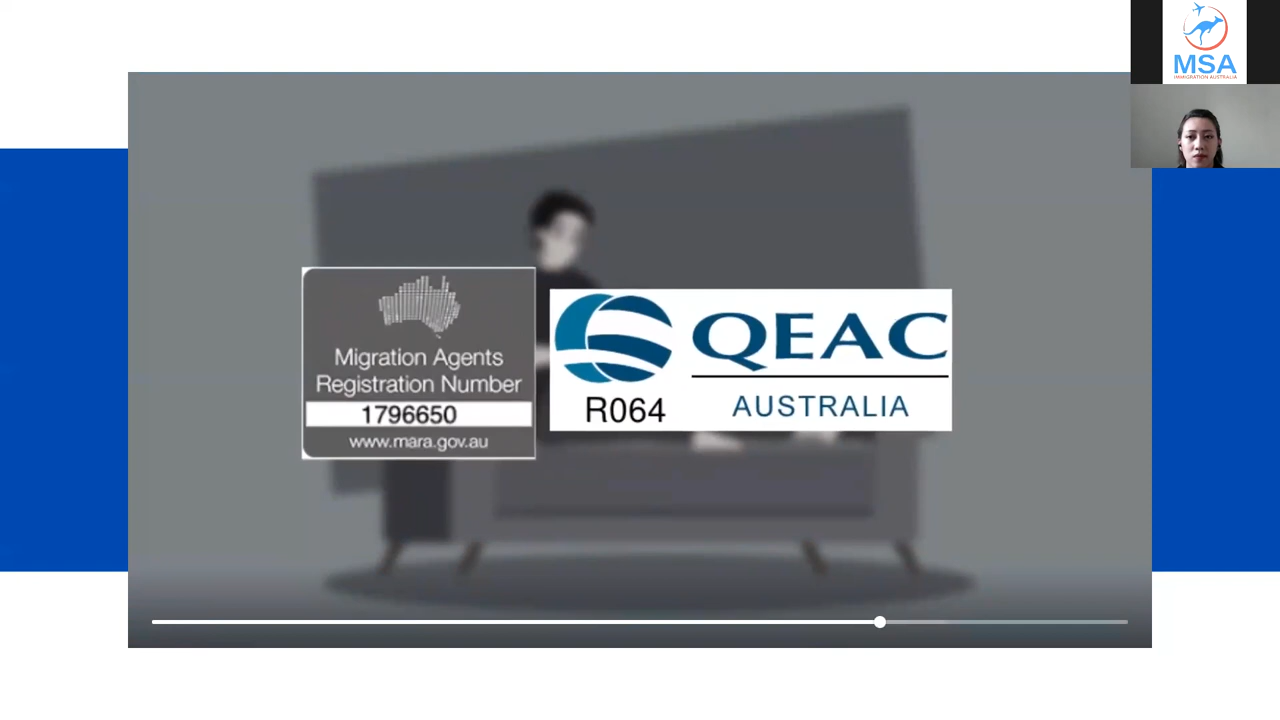 MSA
IMMIGRATION AUSTRALIA
Migration Agents
Registration Number
1796650
www.mara.gov.au
QEAC
R064
AUSTRALIA